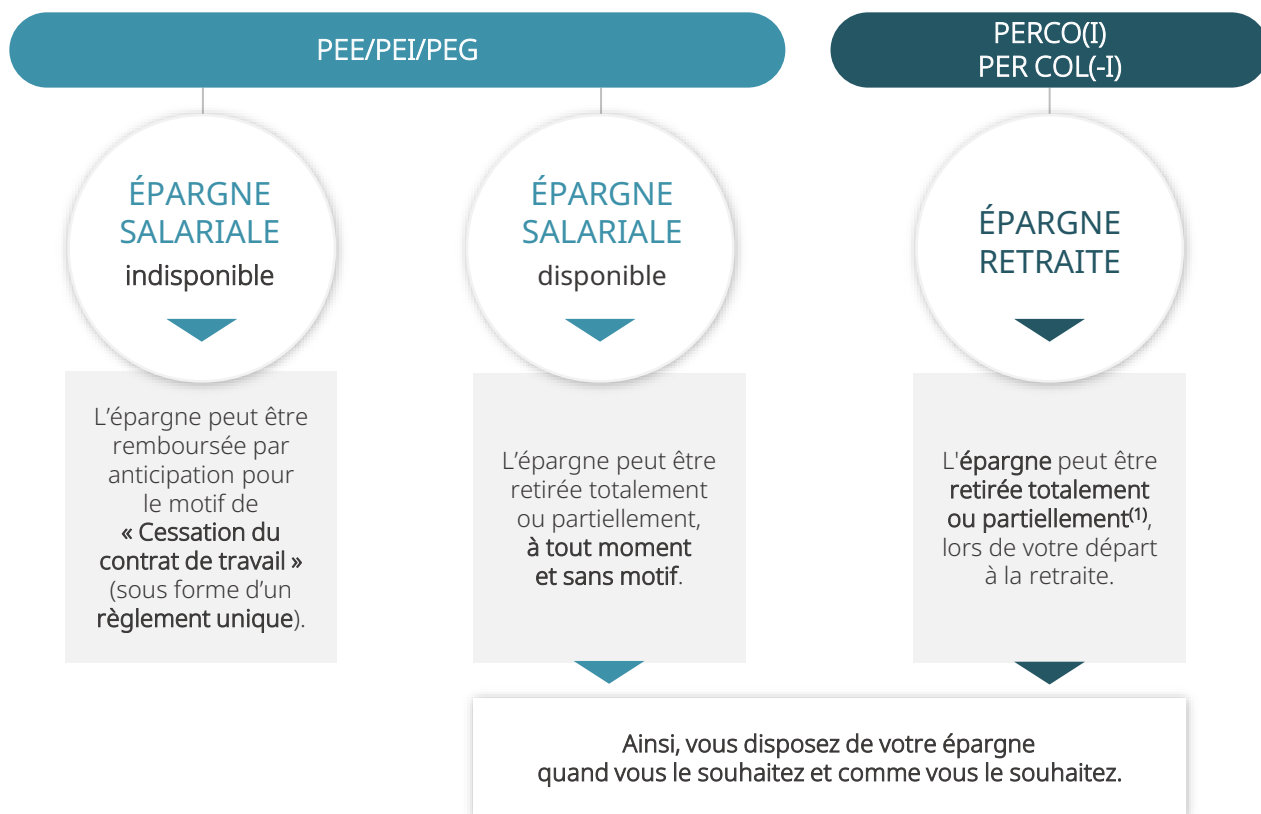 PEE/PEI/PEG
PERCO(I)
PER COL(-I)
ÉPARGNE
SALARIALE
indisponible
ÉPARGNE
SALARIALE
disponible
ÉPARGNE
RETRAITE
L’épargne peut être
remboursée par
anticipation pour
le motif de
« Cessation du
contrat de travail »
(sous forme d’un
règlement unique).
L’épargne peut être
retirée totalement
ou partiellement,
à tout moment
et sans motif.
L'épargne peut être
retirée totalement
ou partiellement(1),
lors de votre départ
à la retraite.
Ainsi, vous disposez de votre épargne
quand vous le souhaitez et comme vous le souhaitez.